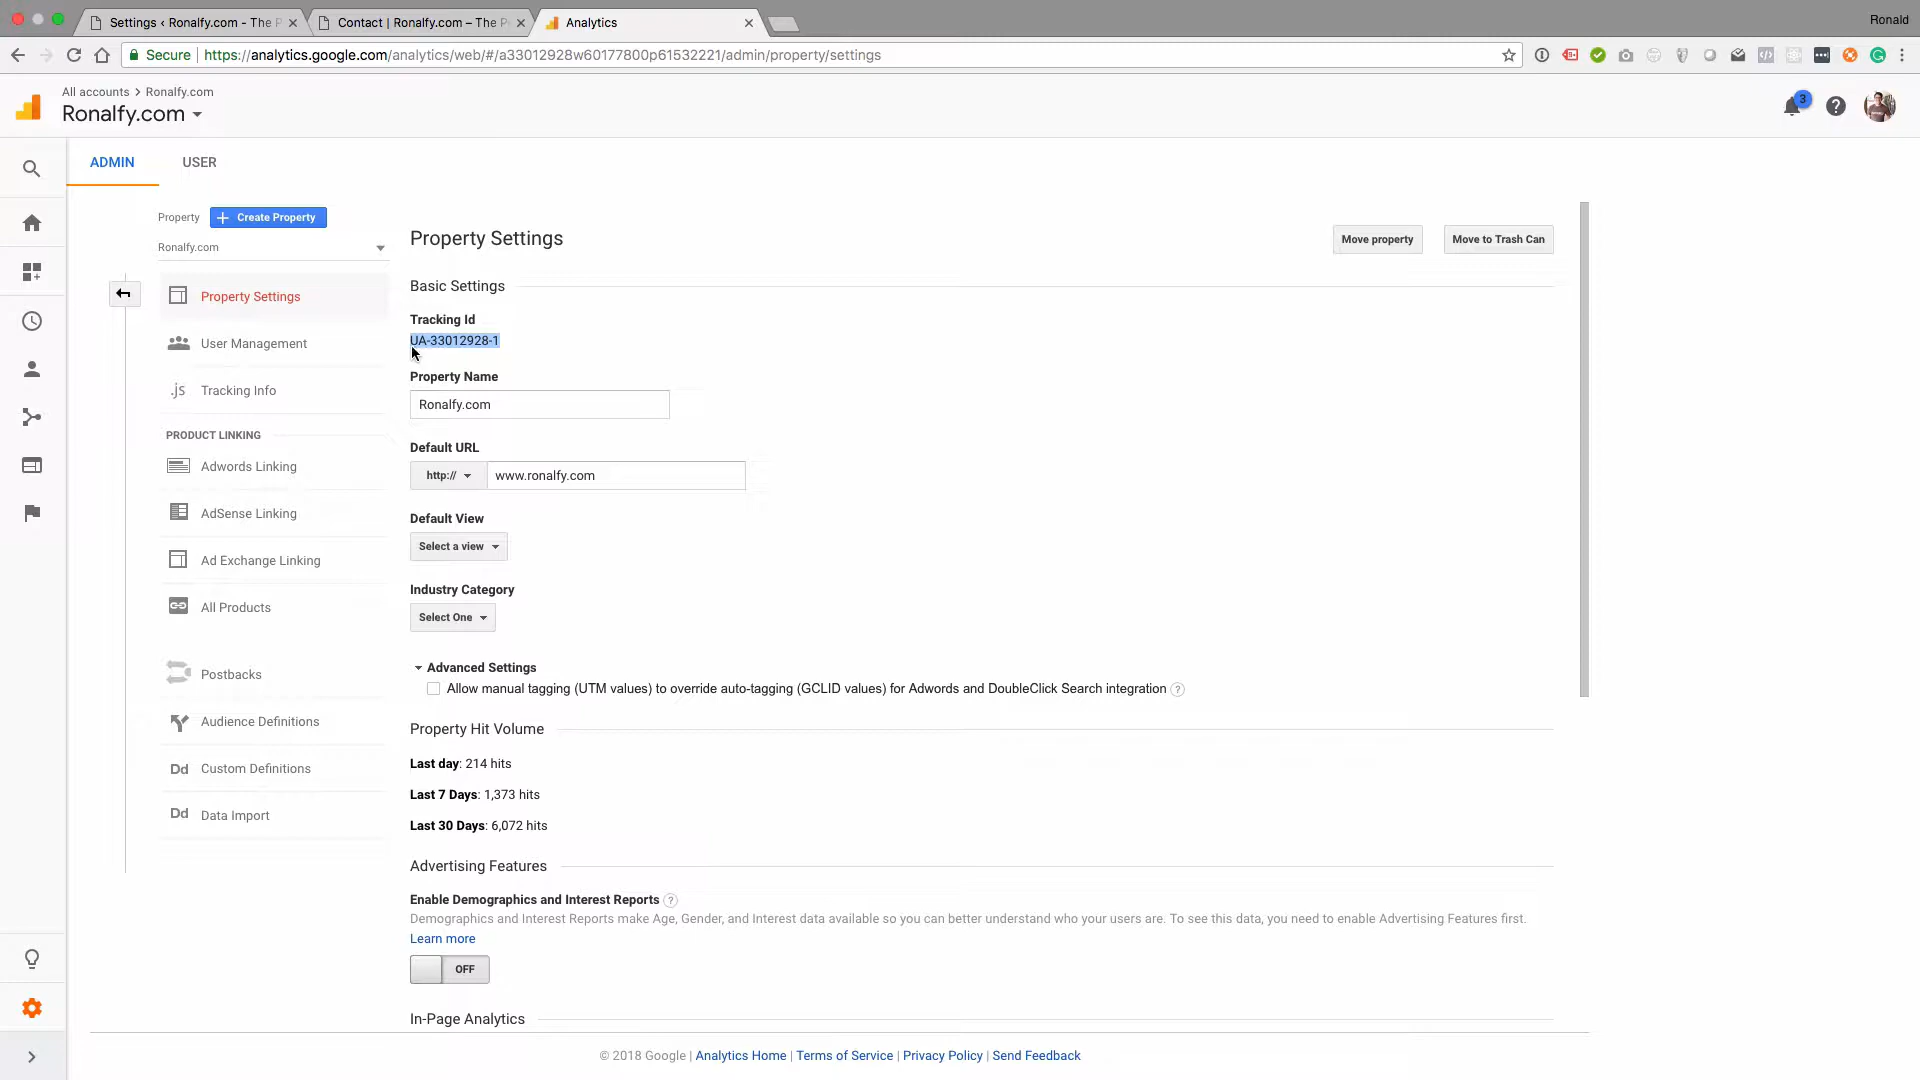 Settings ‹ Ronalfy.com - The P
Contact | Ronalfy.com – The P
Analytics
Ronald
Secure
https://analytics.google.com/analytics/web/#/a33012928w60177800p61532221/admin/property/settings
All accounts > Ronalfy.com
Ronalfy.com
3
ADMIN
USER
Property
Create Property
Ronalfy.com
Property Settings
User Management
.js Tracking Info
PRODUCT LINKING
Adwords Linking
AdSense Linking
Ad Exchange Linking
All Products
Postbacks
Audience Definitions
Dd Custom Definitions
Dd Data Import
Property Settings
Move property
Move to Trash Can
Basic Settings
Tracking Id
UA-33012928-1
Property Name
Ronalfy.com
Default URL
http:// www.ronalfy.com
Default View
Select a view
Industry Category
Select One
Advanced Settings
Allow manual tagging (UTM values) to override auto-tagging (GCLID values) for Adwords and DoubleClick Search integration ?
Property Hit Volume
Last day: 214 hits
Last 7 Days: 1,373 hits
Last 30 Days: 6,072 hits
Advertising Features
Enable Demographics and Interest Reports ?
Demographics and Interest Reports make Age, Gender, and Interest data available so you can better understand who your users are. To see this data, you need to enable Advertising Features first.
Learn more
OFF
In-Page Analytics
© 2018 Google | Analytics Home | Terms of Service | Privacy Policy | Send Feedback